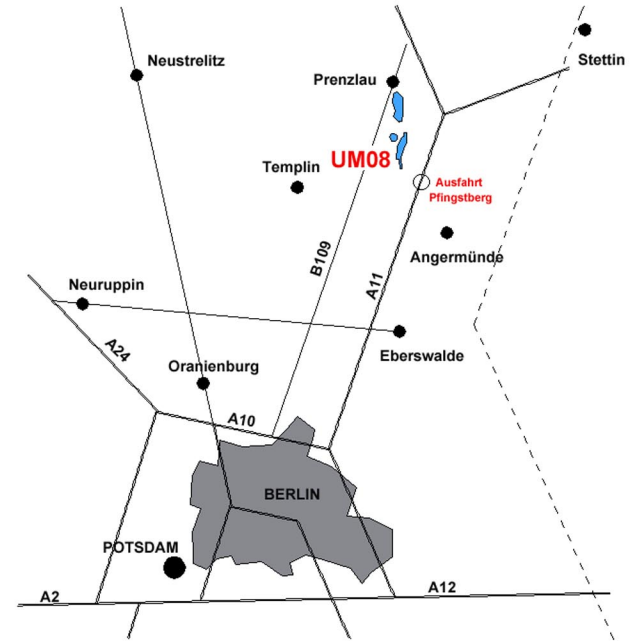 Neustrelitz
Stettin
Prenzlau
UM08
Templin
Ausfahrt
Pfingstberg
Angermünde
B109
A11
Neuruppin
A24
Eberswalde
Oranienburg
A10
BERLIN
POTSDAM
A2
A12